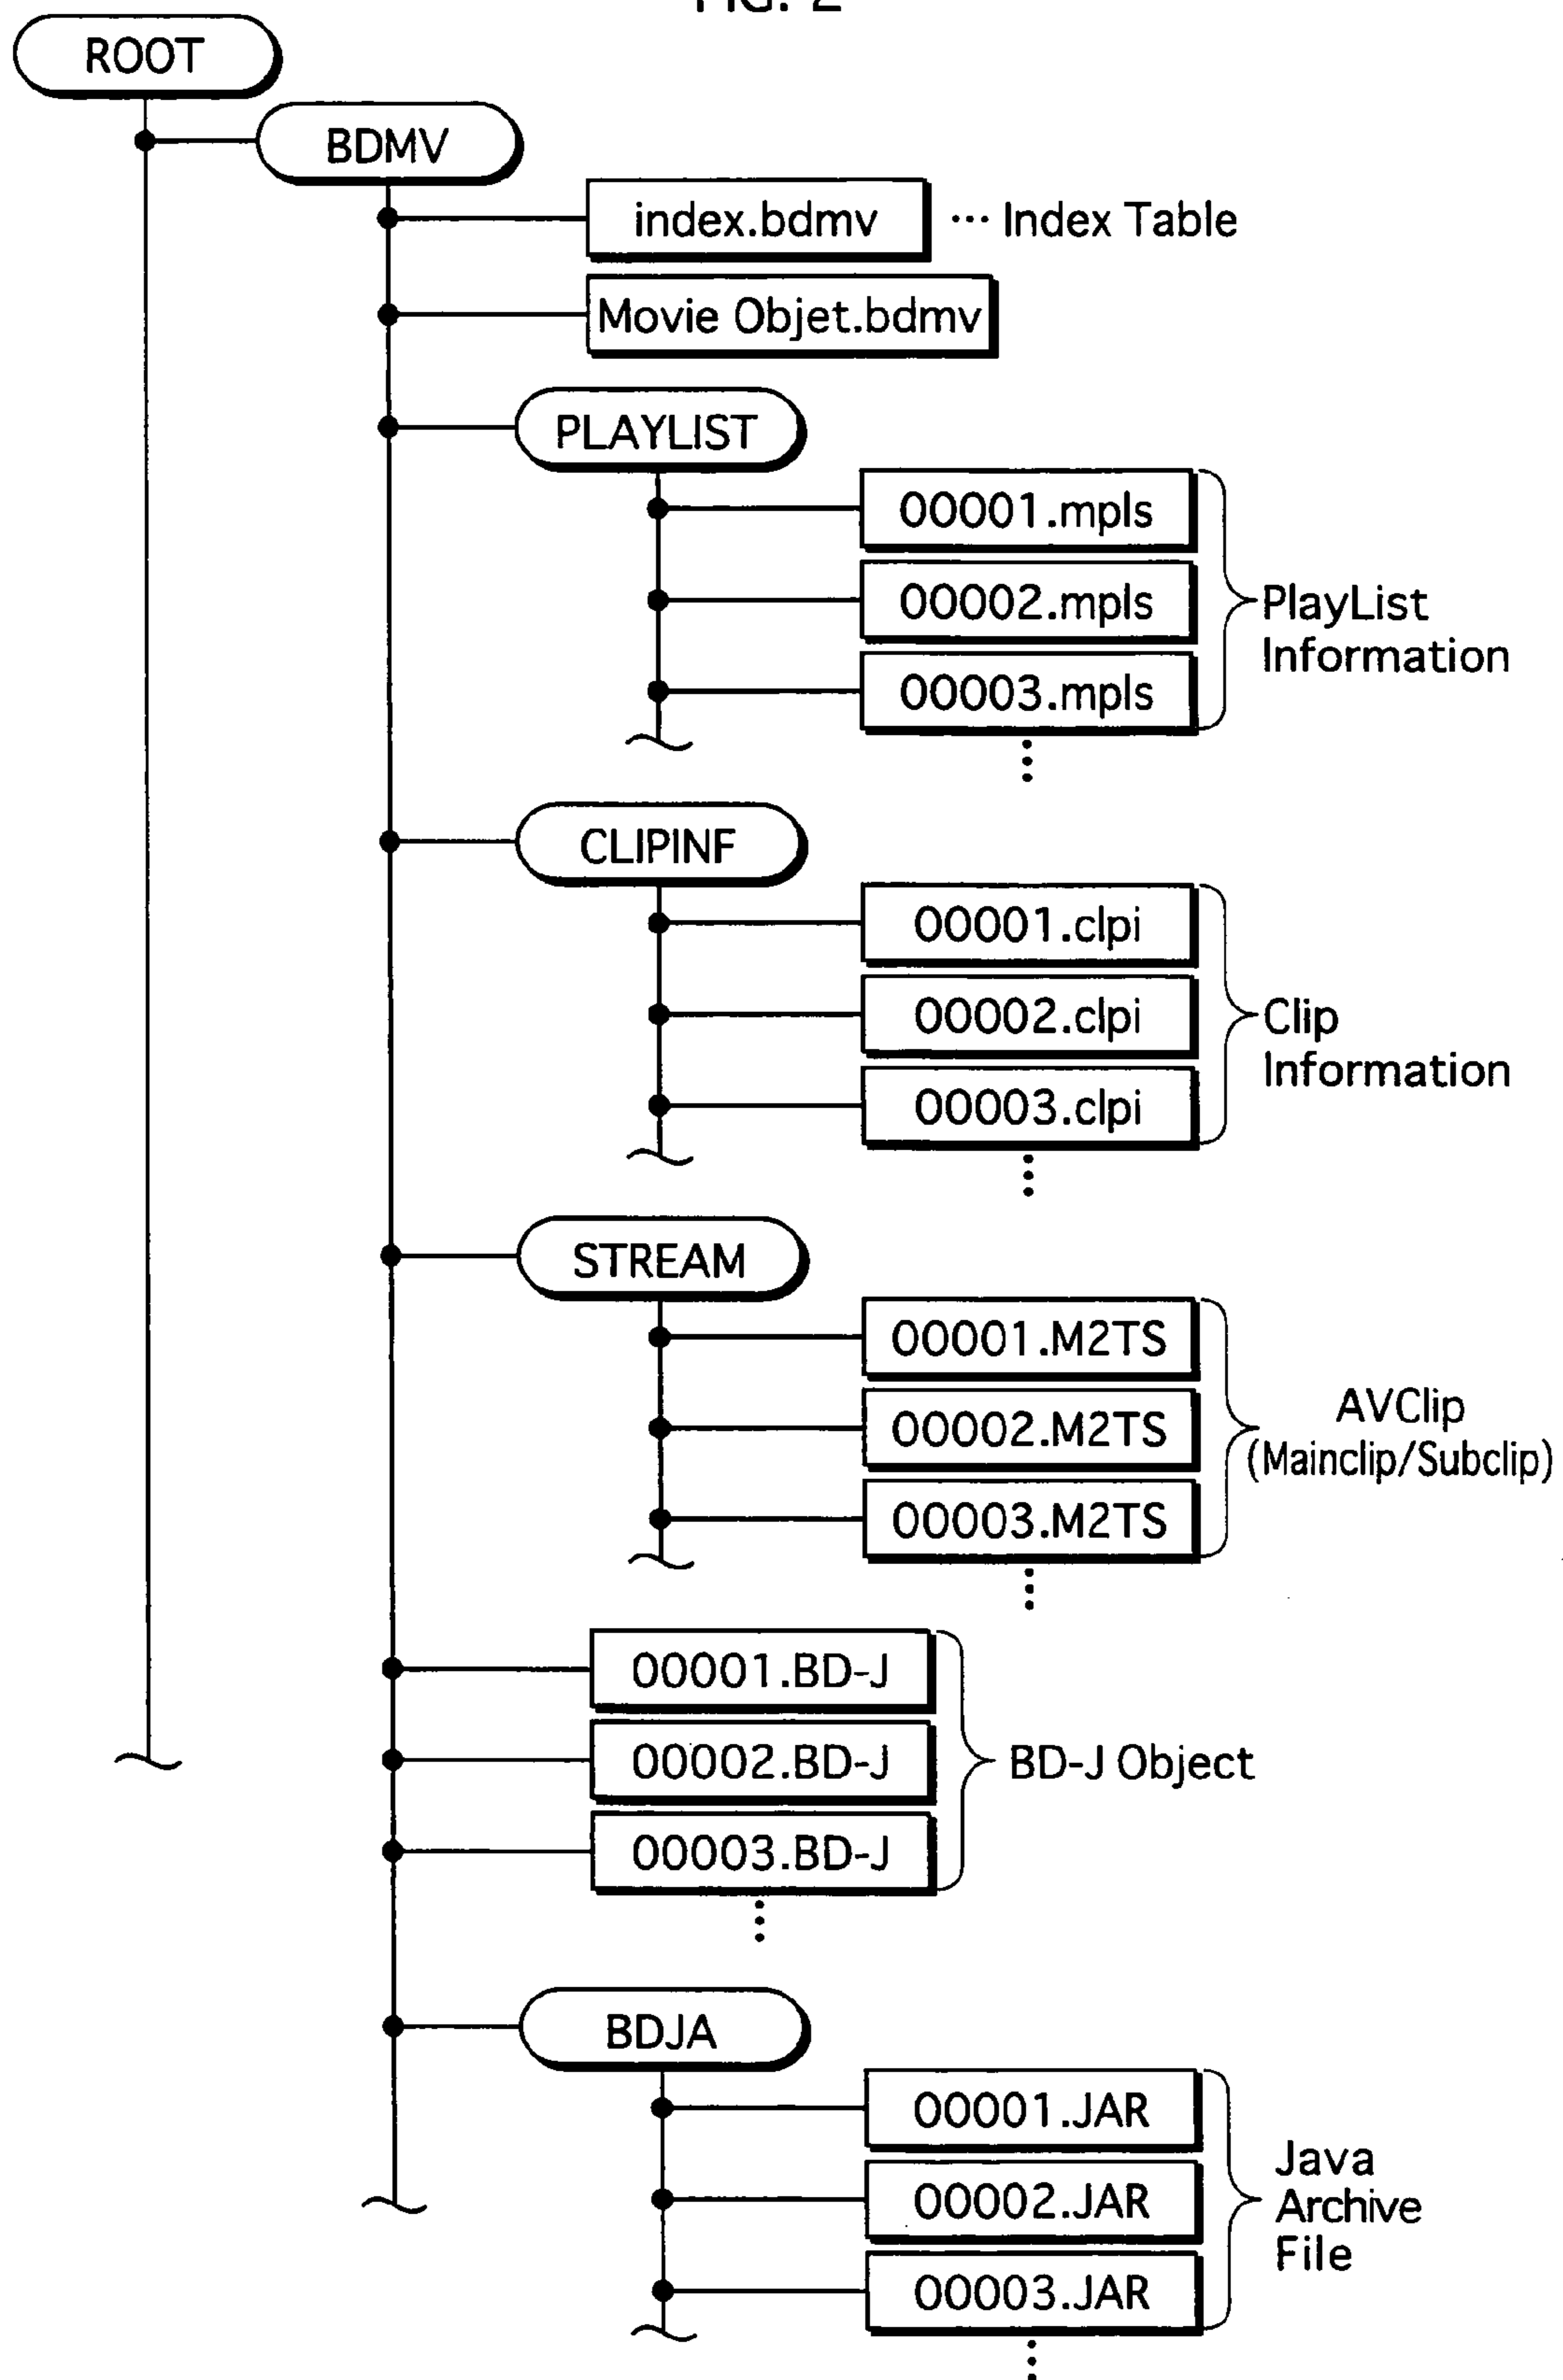 FIG. 2
ROOT
BDMV
index.bdmv ··· Index Table
Movie Objet.bdmv
PLAYLIST
00001.mpls
00002.mpls
00003.mpls
PlayList
Information
CLIPINF
00001.clpi
00002.clpi
00003.clpi
Clip
Information
STREAM
00001.M2TS
00002.M2TS
00003.M2TS
AVClip
(Mainclip/Subclip)
00001.BD-J
00002.BD-J
00003.BD-J
BD-J Object
BDJA
00001.JAR
00002.JAR
00003.JAR
Java
Archive
File